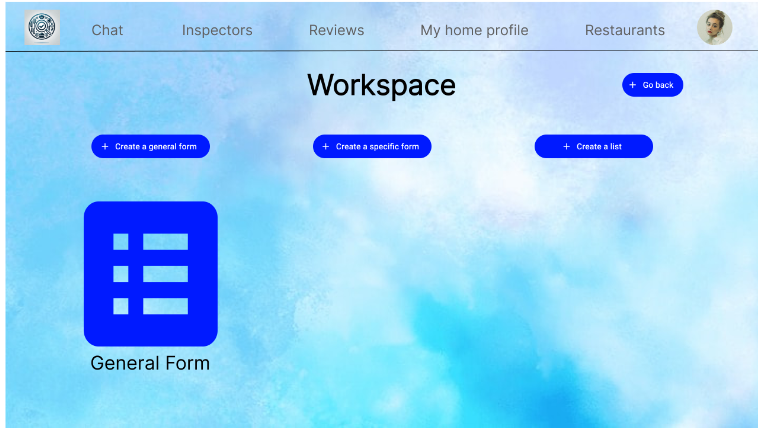 Chat Inspectors Reviews My home profile Restaurants
Workspace
+ Go back
+ Create a general form
+ Create a specific form
+ Create a list
General Form